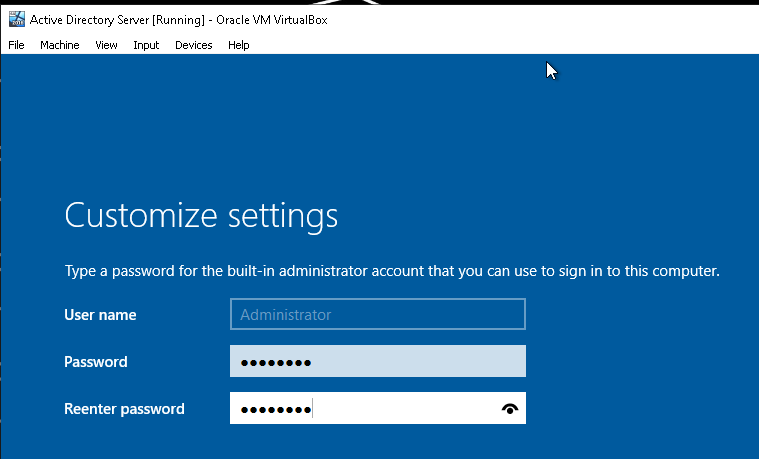 Active Directory Server [Running] - Oracle VM VirtualBox
File Machine View Input Devices Help
Customize settings
Type a password for the built-in administrator account that you can use to sign in to this computer.
User name Administrator
Password ●●●●●●●●
Reenter password ●●●●●●●●